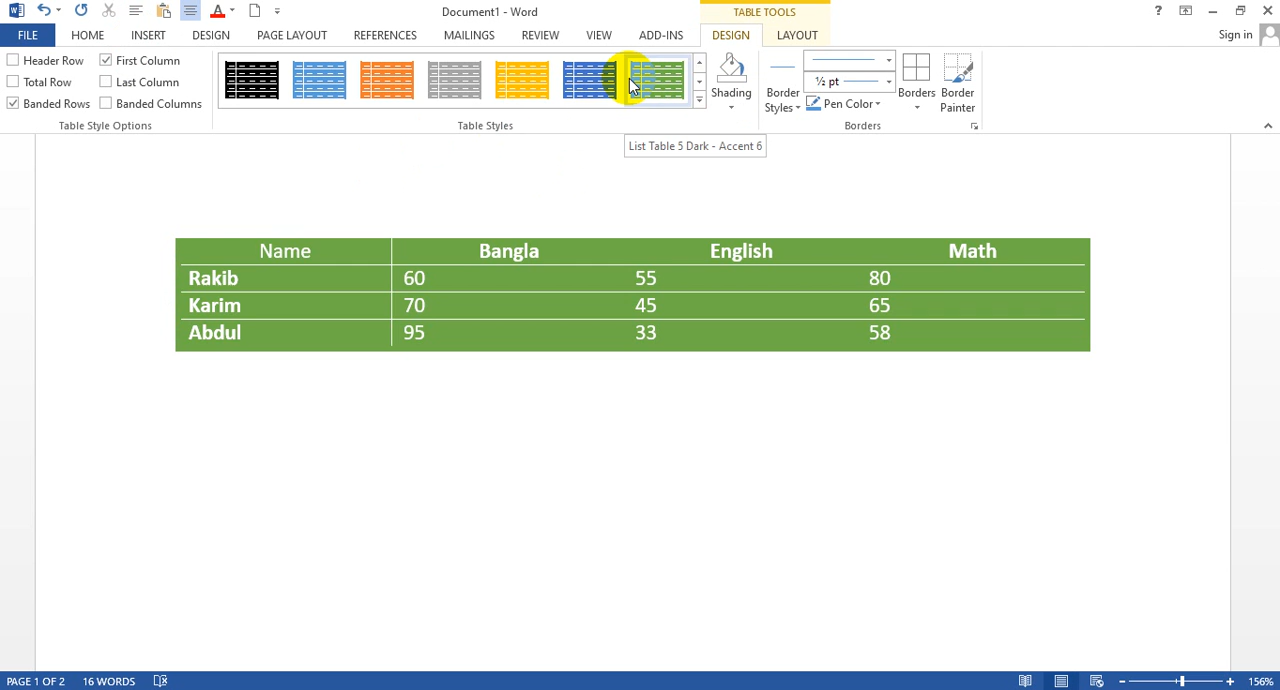 Document1 - Word
TABLE TOOLS
?
FILE HOME INSERT DESIGN PAGE LAYOUT REFERENCES MAILINGS REVIEW VIEW ADD-INS DESIGN LAYOUT Sign in
Header Row First Column
Total Row Last Column
Banded Rows Banded Columns
Table Style Options
Table Styles
Shading
Border Styles
½ pt
Pen Color
Borders
Border Painter
Borders
List Table 5 Dark - Accent 6
Name Bangla English Math
Rakib 60 55 80
Karim 70 45 65
Abdul 95 33 58
PAGE 1 OF 2 16 WORDS 156%